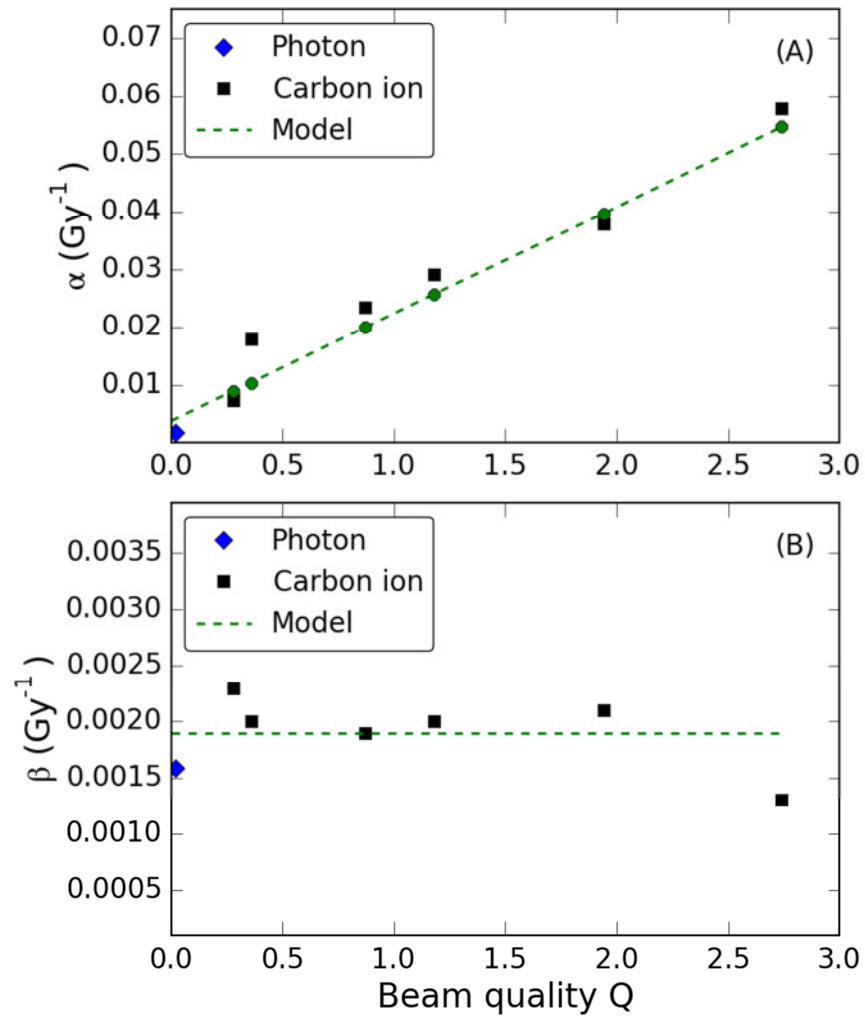 0.07
0.06
0.05
0.04
0.03
0.02
0.01
α (Gy⁻¹ )
Photon
Carbon ion
Model
(A)
0.0 0.5 1.0 1.5 2.0 2.5 3.0
0.0035
0.0030
0.0025
0.0020
0.0015
0.0010
0.0005
β (Gy⁻¹ )
Photon
Carbon ion
Model
(B)
0.0 0.5 1.0 1.5 2.0 2.5 3.0
Beam quality Q